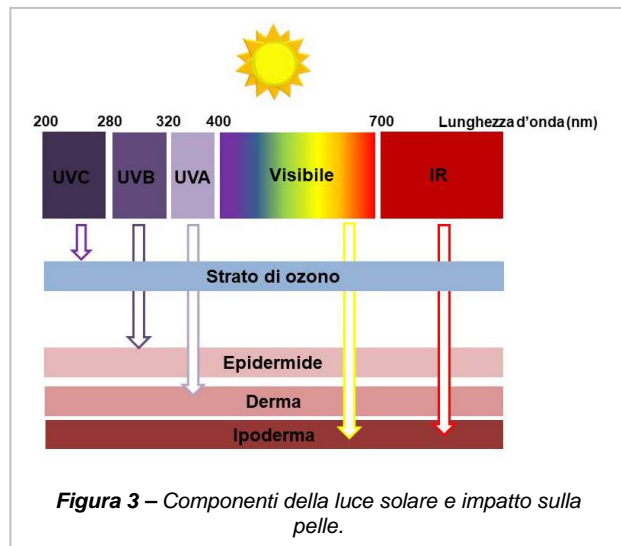 200 280 320 400 700 Lunghezza d'onda(nm)
UVC UVB UVA Visibile IR
Strato di ozono
Epidermide
Derma
Ipoderma
Figura 3 – Componenti della luce solare e impatto sulla
pelle.